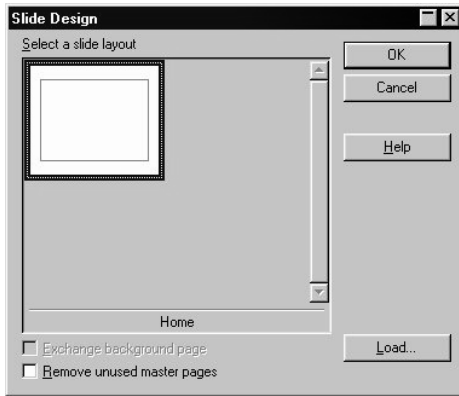 Slide Design
Select a slide layout
OK
Cancel
Help
Home
Exchange background page
Load...
Remove unused master pages